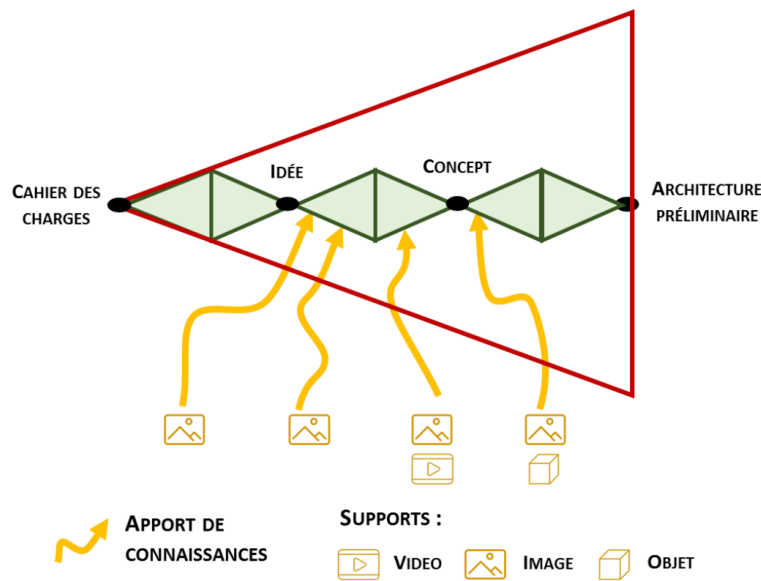 IDÉE
CONCEPT
CAHIER DES
CHARGES
ARCHITECTURE
PRÉLIMINAIRE
APPORT DE
CONNAISSANCES
SUPPORTS :
VIDEO
IMAGE
OBJET